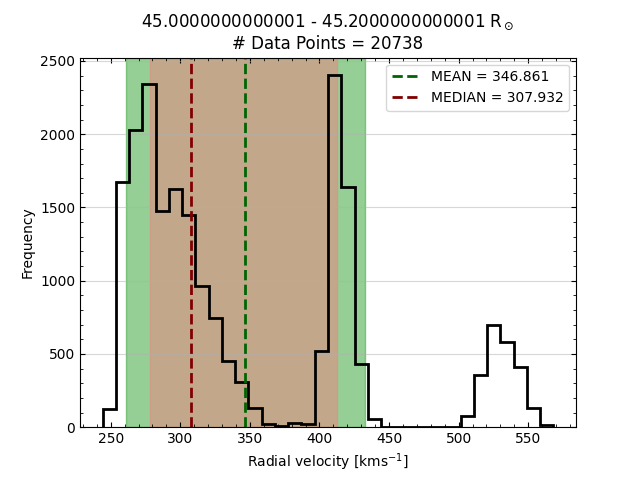 45.0000000000001 - 45.2000000000001 R⊙
# Data Points = 20738
MEAN = 346.861
MEDIAN = 307.932
Frequency
2500
2000
1500
1000
500
0
250 300 350 400 450 500 550
Radial velocity [kms⁻¹]